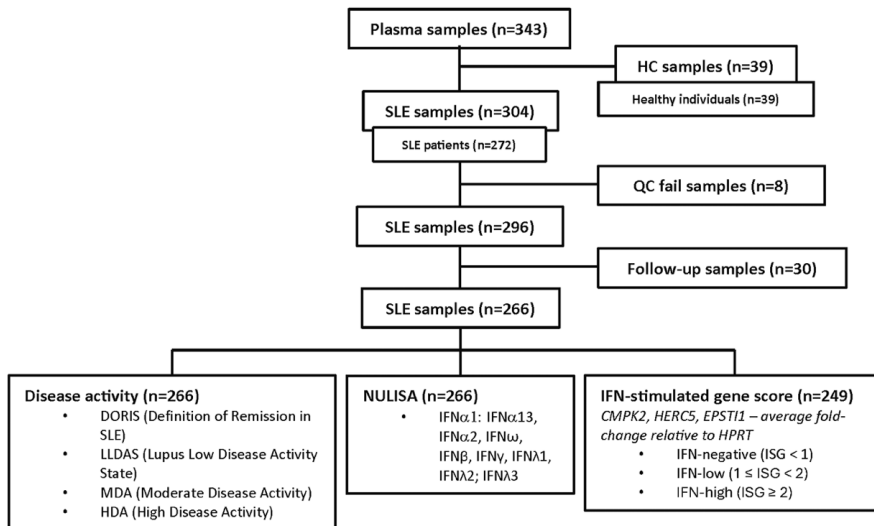 Plasma samples (n=343)
HC samples (n=39)
Healthy individuals (n=39)
SLE samples (n=304)
SLE patients (n=272)
QC fail samples (n=8)
SLE samples (n=296)
Follow-up samples (n=30)
SLE samples (n=266)
Disease activity (n=266)
• DORIS (Definition of Remission in
SLE)
• LLDAS (Lupus Low Disease Activity
State)
• MDA (Moderate Disease Activity)
• HDA (High Disease Activity)
NULISA (n=266)
• IFNα1: IFNα13,
IFNα2, IFNω,
IFNβ, IFNγ, IFNλ1,
IFNλ2; IFNλ3
IFN-stimulated gene score (n=249)
CMPK2, HERC5, EPSTI1 – average fold-
change relative to HPRT
• IFN-negative (ISG < 1)
• IFN-low (1 ≤ ISG < 2)
• IFN-high (ISG ≥ 2)